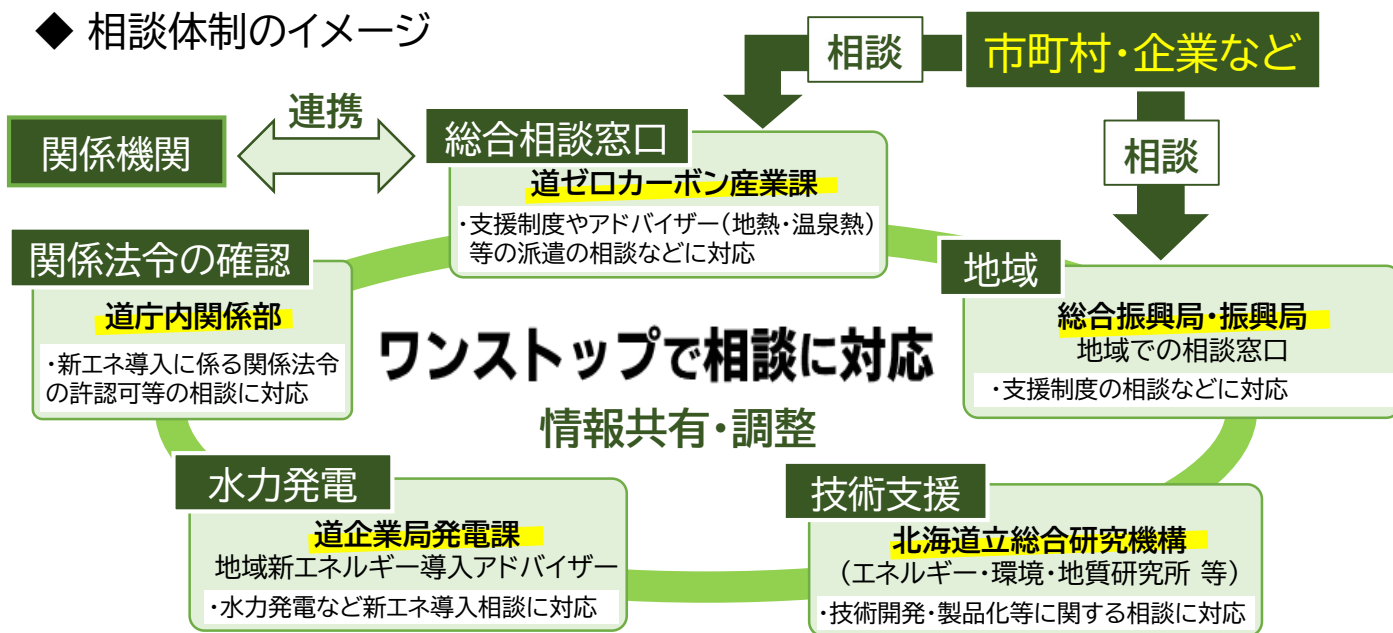 ◆ 相談体制のイメージ
相談
市町村・企業など
相談
関係機関
連携
総合相談窓口
道ゼロカーボン産業課
・支援制度やアドバイザー（地熱・温泉熱）
等の派遣の相談などに対応
関係法令の確認
道庁内関係部
・新エネ導入に係る関係法令
の許認可等の相談に対応
地域
総合振興局・振興局
地域での相談窓口
・支援制度の相談などに対応
ワンストップで相談に対応
情報共有・調整
水力発電
道企業局発電課
地域新エネルギー導入アドバイザー
・水力発電など新エネ導入相談に対応
技術支援
北海道立総合研究機構
（エネルギー・環境・地質研究所 等）
・技術開発・製品化等に関する相談に対応